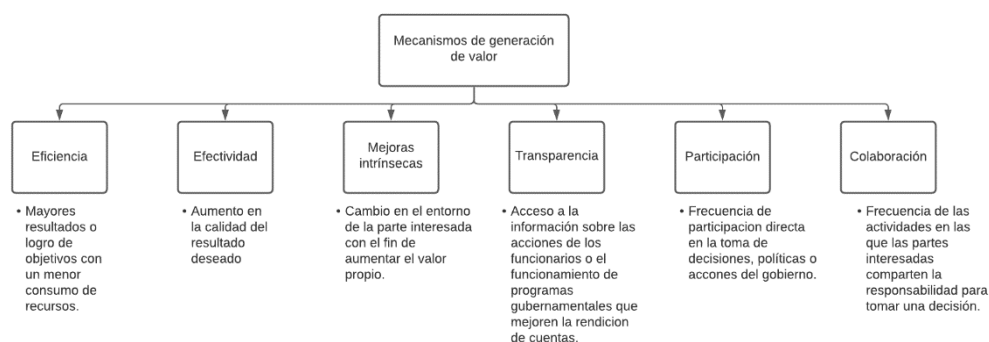 Mecanismos de generación
de valor
Eficiencia
Efectividad
Mejoras
intrínsecas
Transparencia
Participación
Colaboración
• Mayores
resultados o
logro de
objetivos con
un menor
consumo de
recursos.
• Aumento en
la calidad del
resultado
deseado
• Cambio en el entorno
de la parte interesada
con el fin de
aumentar el valor
propio.
• Acceso a la
información sobre las
acciones de los
funcionarios o el
funcionamiento de
programas
gubernamentales que
mejoren la rendicion
de cuentas.
• Frecuencia de
participacion directa
en la toma de
decisiones, políticas o
accones del gobierno.
• Frecuencia de las
actividades en las
que las partes
interesadas
comparten la
responsabilidad para
tomar una decisión.